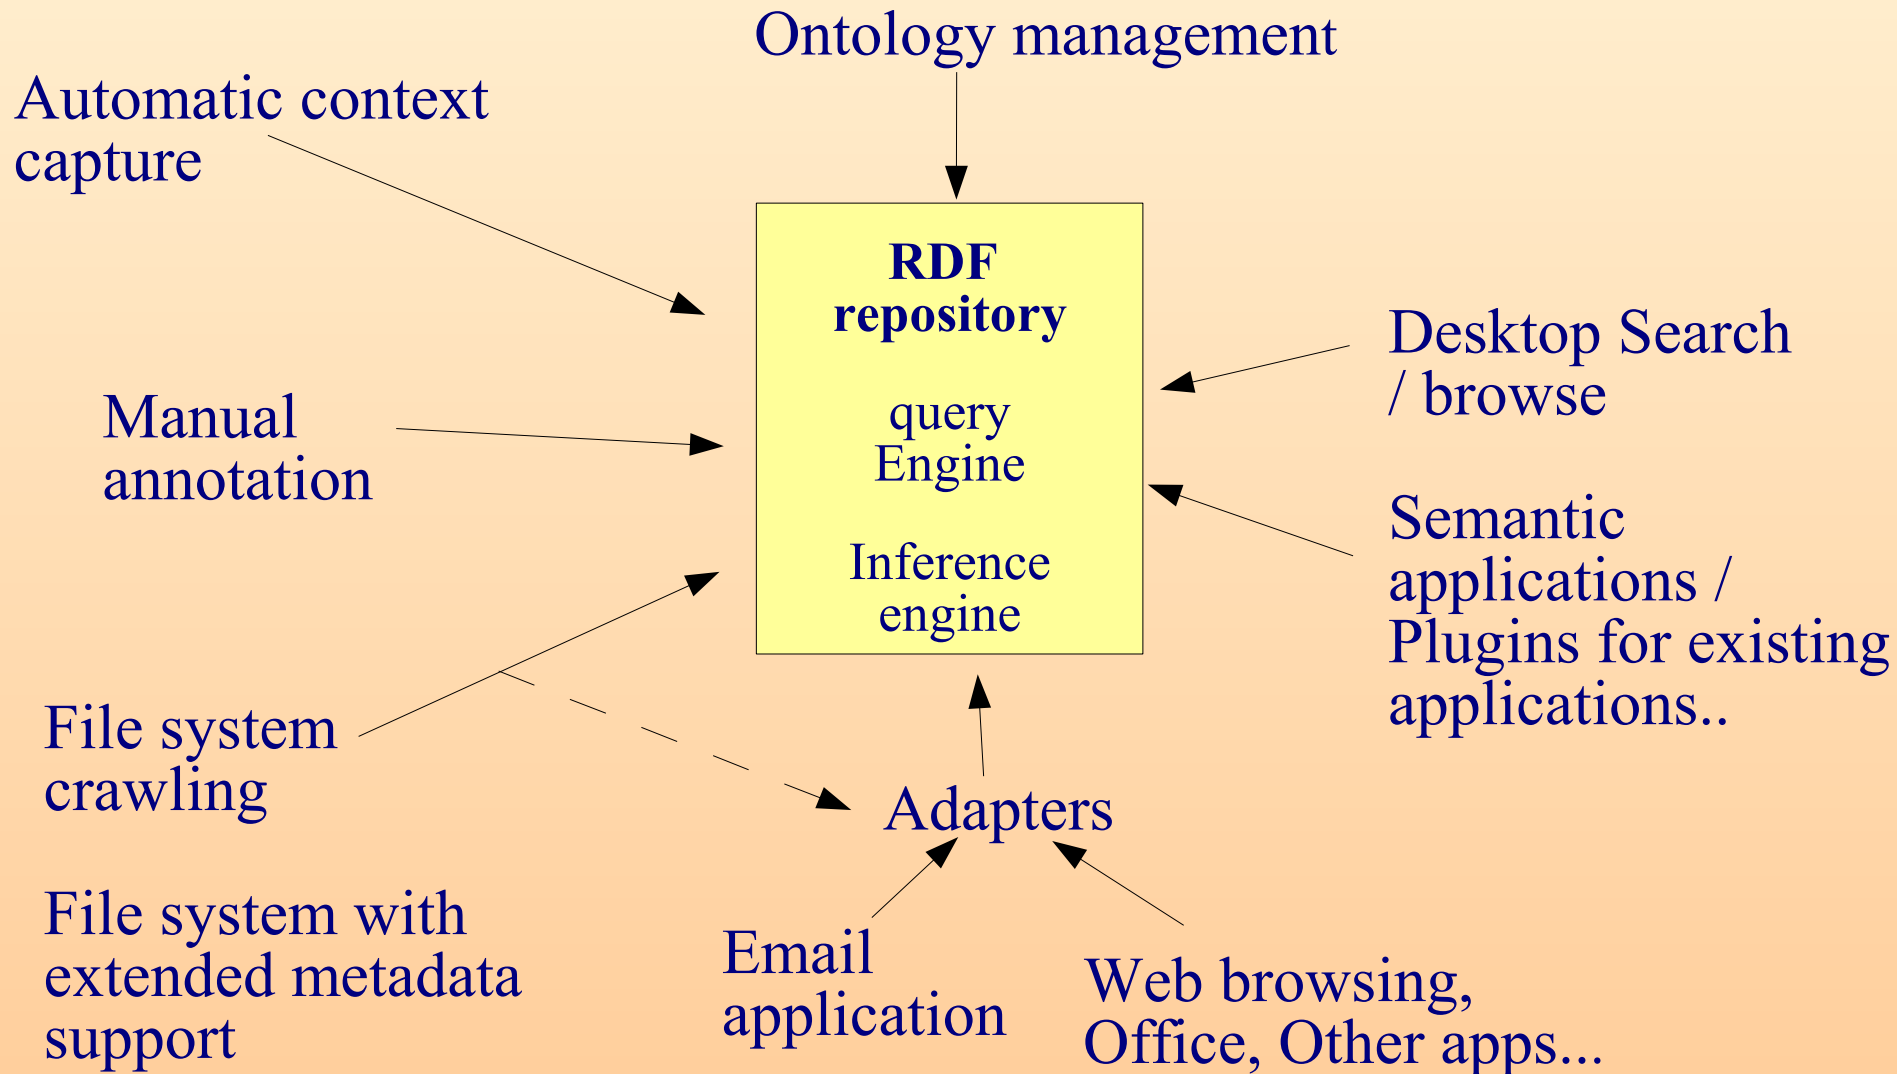 Ontology management
Automatic context
capture
RDF
repository
query
Engine
Inference
engine
Desktop Search
/ browse
Manual
annotation
Semantic
applications /
Plugins for existing
applications..
File system
crawling
Adapters
File system with
extended metadata
support
Email
application
Web browsing,
Office, Other apps...